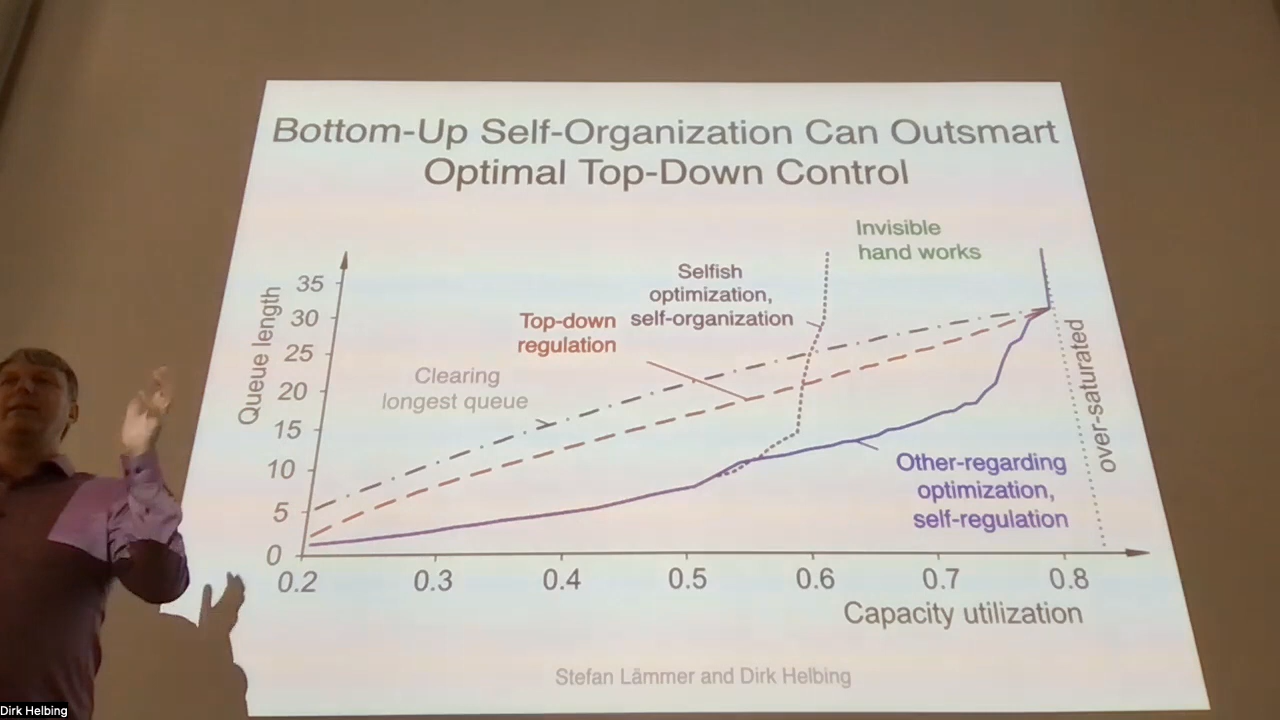 Bottom-Up Self-Organization Can Outsmart
Optimal Top-Down Control
Invisible
hand works
Selfish
optimization,
self-organization
Top-down
regulation
Clearing
longest queue
Queue length
35
30
25
20
15
10
5
0
over-saturated
Other-regarding
optimization,
self-regulation
0.2 0.3 0.4 0.5 0.6 0.7 0.8
Capacity utilization
Stefan Lämmer and Dirk Helbing
Dirk Helbing